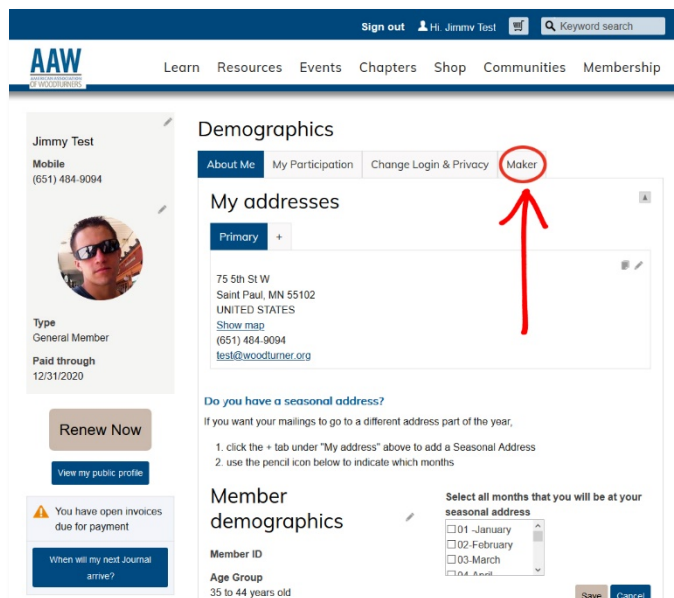 Sign out Hi. Jimmy Test Keyword search
AAW
AMERICAN ASSOCIATION
OF WOODTURNERS
Learn Resources Events Chapters Shop Communities Membership
Jimmy Test
Mobile
(651) 484-9094
Type
General Member
Paid through
12/31/2020
Renew Now
View my public profile
You have open invoices
due for payment
When will my next Journal
arrive?
Demographics
About Me My Participation Change Login & Privacy Maker
My addresses
Primary +
75 5th St W
Saint Paul, MN 55102
UNITED STATES
Show map
(651) 484-9094
test@woodturner.org
Do you have a seasonal address?
If you want your mailings to go to a different address part of the year,
1. click the + tab under "My address" above to add a Seasonal Address
2. use the pencil icon below to indicate which months
Member
demographics
Member ID
Age Group
35 to 44 years old
Select all months that you will be at your
seasonal address
01 -January
02-February
03-March
04-April
Save Cancel